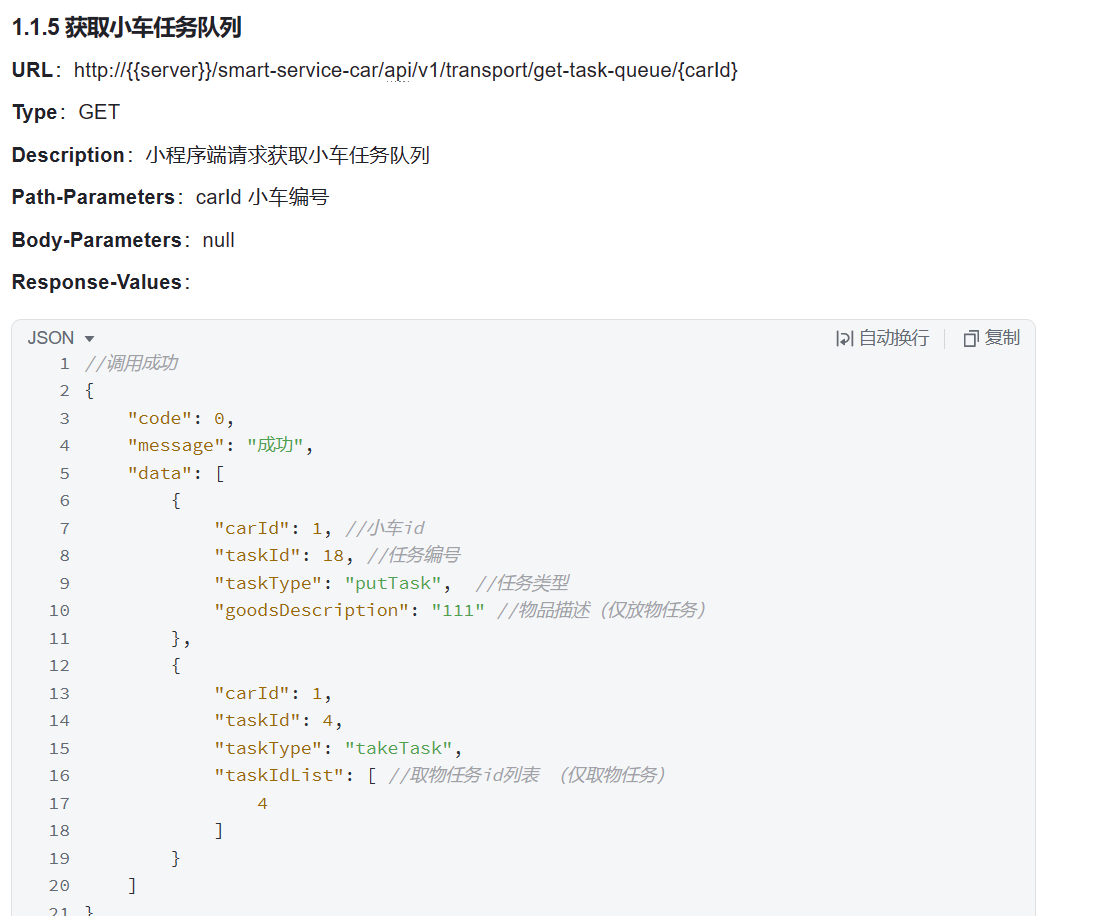 1.1.5 获取小车任务队列
URL： http://{{server}}/smart-service-car/api/v1/transport/get-task-queue/{carId}
Type： GET
Description： 小程序端请求获取小车任务队列
Path-Parameters： carId 小车编号
Body-Parameters： null
Response-Values：
JSON 自动换行 复制
1 //调用成功
2 {
3     "code": 0,
4     "message": "成功",
5     "data": [
6         {
7             "carId": 1, //小车id
8             "taskId": 18, //任务编号
9             "taskType": "putTask",  //任务类型
10             "goodsDescription": "111" //物品描述（仅放物任务）
11         },
12         {
13             "carId": 1,
14             "taskId": 4,
15             "taskType": "takeTask",
16             "taskIdList": [ //取物任务id列表 （仅取物任务）
17                 4
18             ]
19         }
20     ]
21 }